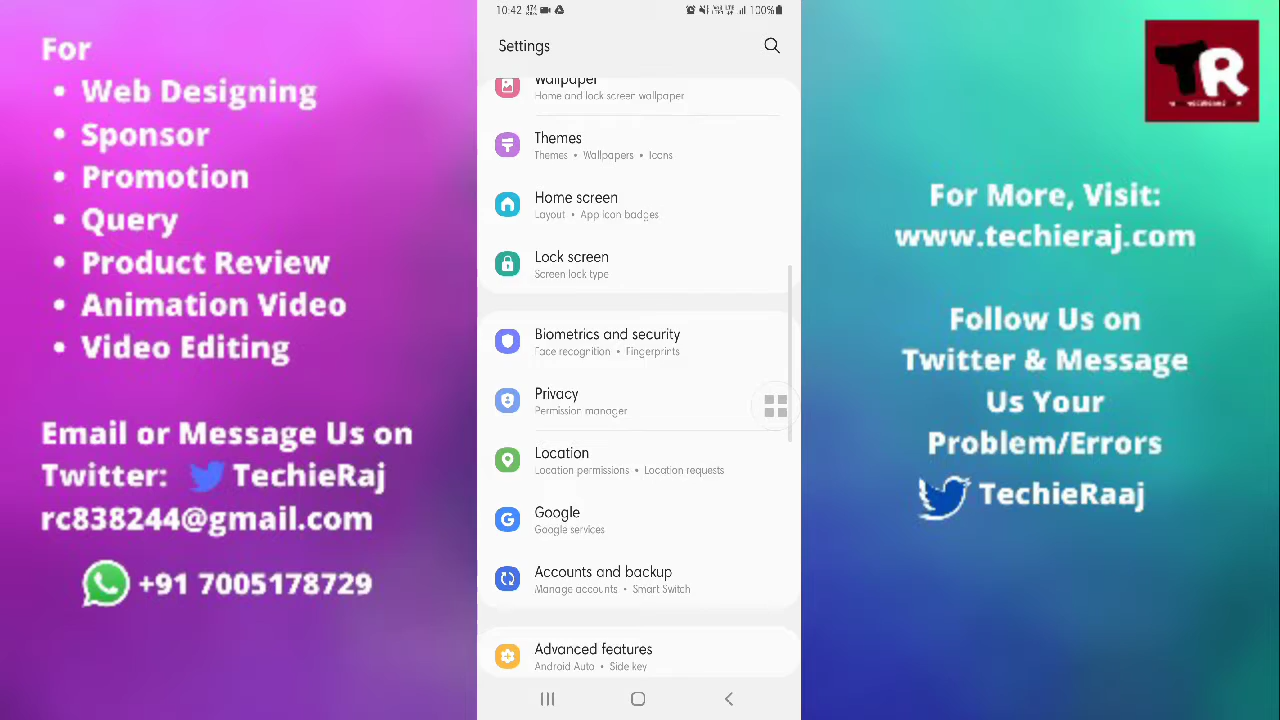 For
• Web Designing
• Sponsor
• Promotion
• Query
• Product Review
• Animation Video
• Video Editing
Email or Message Us on
Twitter: TechieRaj
rc838244@gmail.com
+91 7005178729
10:42
100%
Settings
Wallpaper
Home and lock screen wallpaper
Themes
Themes • Wallpapers • Icons
Home screen
Layout • App icon badges
Lock screen
Screen lock type
Biometrics and security
Face recognition • Fingerprints
Privacy
Permission manager
Location
Location permissions • Location requests
Google
Google services
Accounts and backup
Manage accounts • Smart Switch
Advanced features
Android Auto • Side key
TR
For More, Visit:
www.techieraj.com
Follow Us on
Twitter & Message
Us Your
Problem/Errors
TechieRaaj